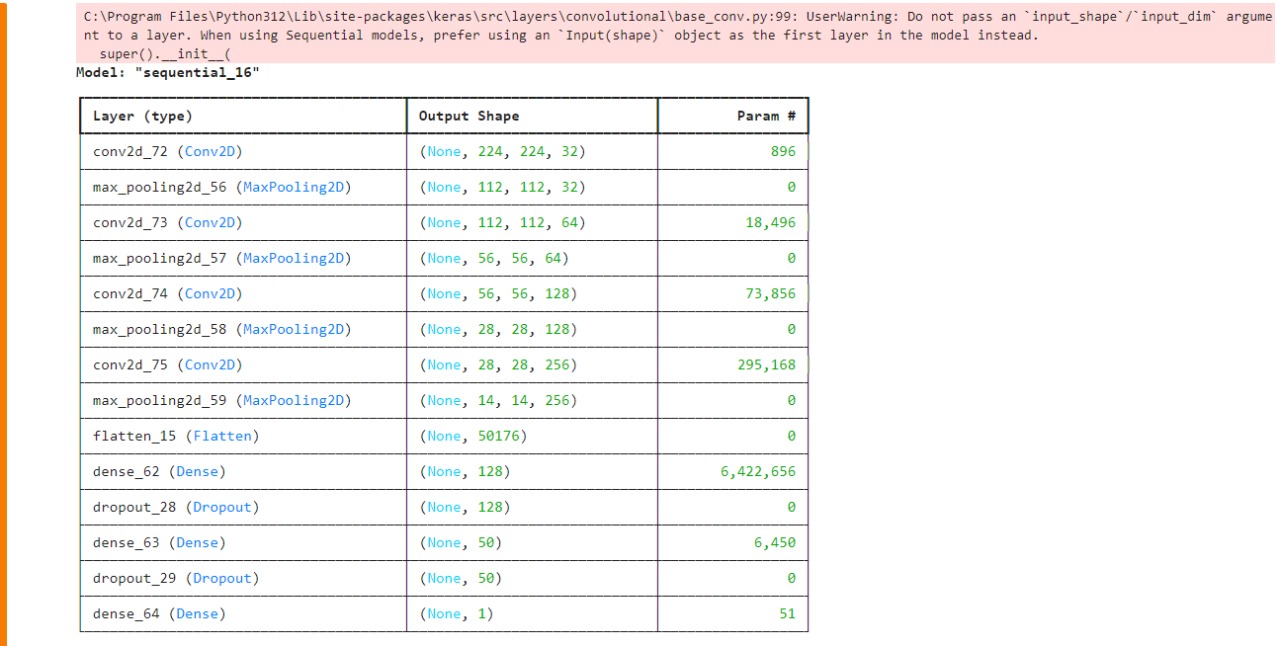 C:\Program Files\Python312\Lib\site-packages\keras\src\layers\convolutional\base_conv.py:99: UserWarning: Do not pass an `input_shape`/`input_dim` argume
nt to a layer. When using Sequential models, prefer using an `Input(shape)` object as the first layer in the model instead.
super().__init__(
Model: "sequential_16"
Layer (type) Output Shape Param #
conv2d_72 (Conv2D) (None, 224, 224, 32) 896
max_pooling2d_56 (MaxPooling2D) (None, 112, 112, 32) 0
conv2d_73 (Conv2D) (None, 112, 112, 64) 18,496
max_pooling2d_57 (MaxPooling2D) (None, 56, 56, 64) 0
conv2d_74 (Conv2D) (None, 56, 56, 128) 73,856
max_pooling2d_58 (MaxPooling2D) (None, 28, 28, 128) 0
conv2d_75 (Conv2D) (None, 28, 28, 256) 295,168
max_pooling2d_59 (MaxPooling2D) (None, 14, 14, 256) 0
flatten_15 (Flatten) (None, 50176) 0
dense_62 (Dense) (None, 128) 6,422,656
dropout_28 (Dropout) (None, 128) 0
dense_63 (Dense) (None, 50) 6,450
dropout_29 (Dropout) (None, 50) 0
dense_64 (Dense) (None, 1) 51